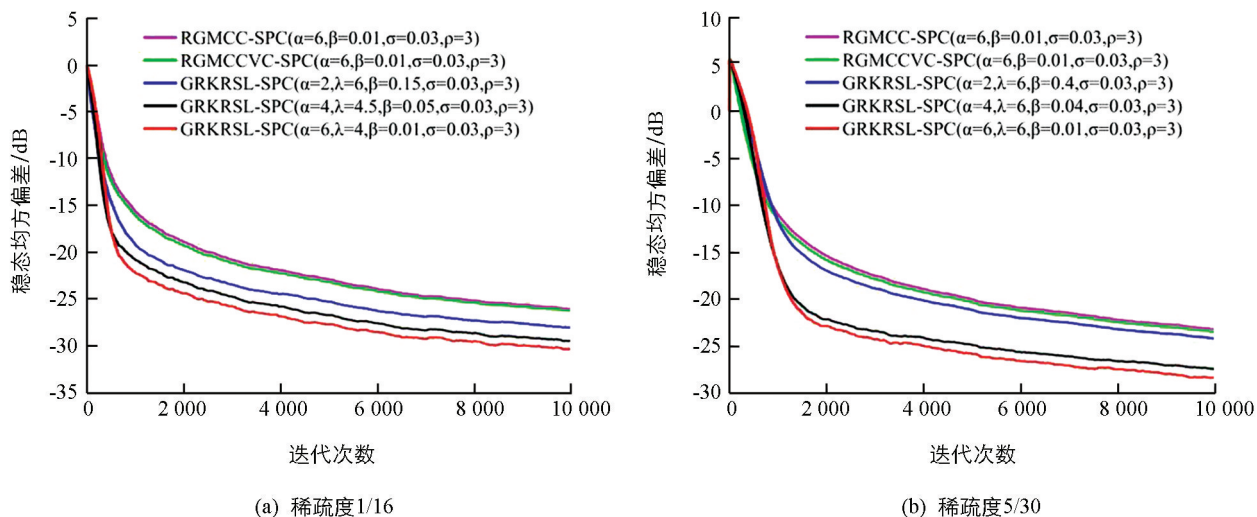 5
0
-5
-10
-15
-20
-25
-30
-35
稳态均方偏差/dB
RGMCC-SPC(α=6,β=0.01,σ=0.03,ρ=3)
RGMCCVC-SPC(α=6,β=0.01,σ=0.03,ρ=3)
GRKRSL-SPC(α=2,λ=6,β=0.15,σ=0.03,ρ=3)
GRKRSL-SPC(α=4,λ=4.5,β=0.05,σ=0.03,ρ=3)
GRKRSL-SPC(α=6,λ=4,β=0.01,σ=0.03,ρ=3)
0 2 000 4 000 6 000 8 000 10 000
迭代次数
(a) 稀疏度1/16
10
5
0
-5
-10
-15
-20
-25
-30
稳态均方偏差/dB
RGMCC-SPC(α=6,β=0.01,σ=0.03,ρ=3)
RGMCCVC-SPC(α=6,β=0.01,σ=0.03,ρ=3)
GRKRSL-SPC(α=2,λ=6,β=0.4,σ=0.03,ρ=3)
GRKRSL-SPC(α=4,λ=6,β=0.04,σ=0.03,ρ=3)
GRKRSL-SPC(α=6,λ=6,β=0.01,σ=0.03,ρ=3)
0 2 000 4 000 6 000 8 000 10 000
迭代次数
(b) 稀疏度5/30